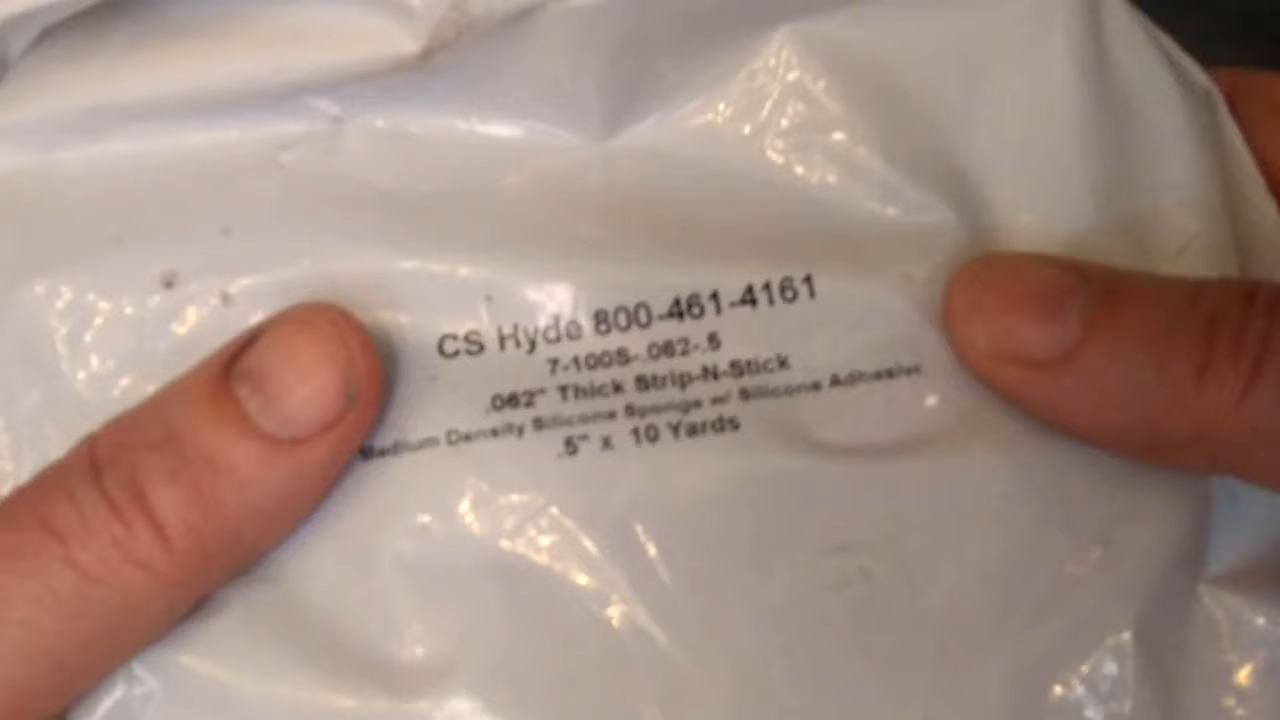 CS Hyde 800-461-4161
7-100S-.062-.5
.062" Thick Strip-N-Stick
Medium Density Silicone Sponge w/ Silicone Adhesive
.5" x 10 Yards